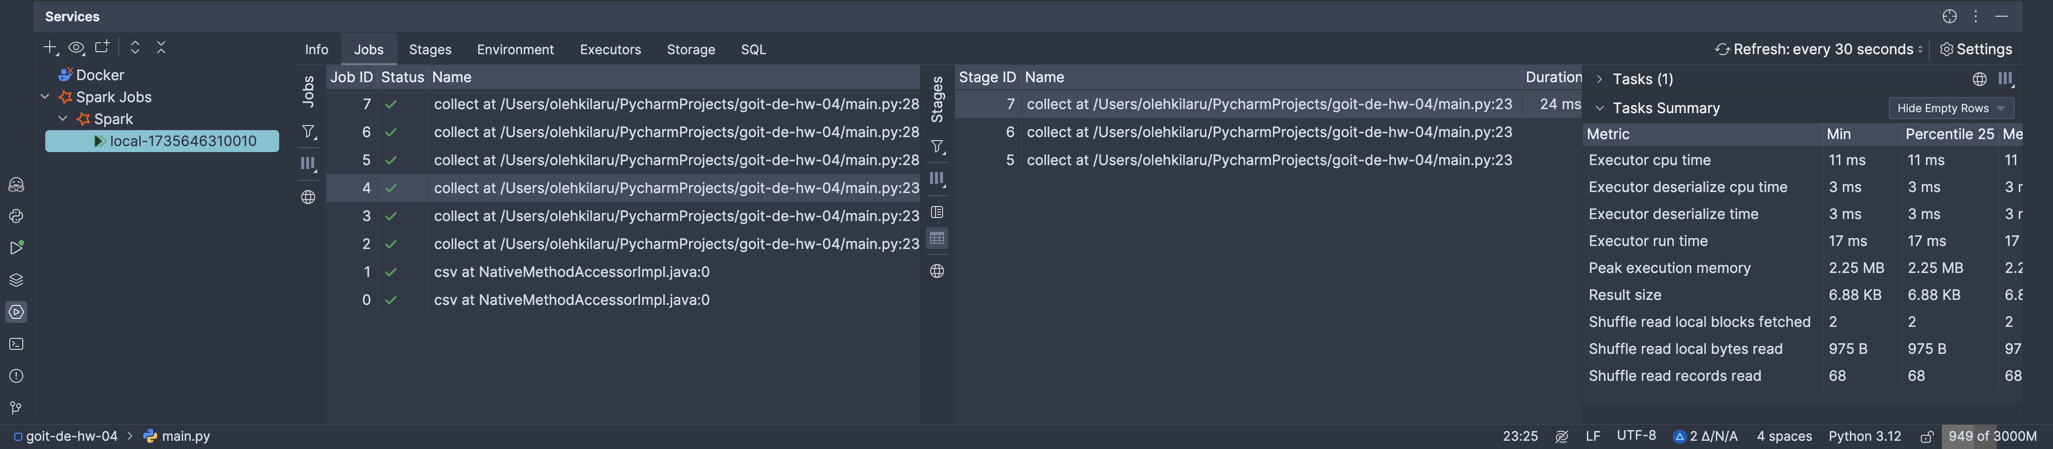 Services
Info Jobs Stages Environment Executors Storage SQL
Refresh: every 30 seconds Settings
Docker
Spark Jobs
Spark
local-1735646310010
Jobs
Job ID Status Name
7 collect at /Users/olehkilaru/PycharmProjects/goit-de-hw-04/main.py:28
6 collect at /Users/olehkilaru/PycharmProjects/goit-de-hw-04/main.py:28
5 collect at /Users/olehkilaru/PycharmProjects/goit-de-hw-04/main.py:28
4 collect at /Users/olehkilaru/PycharmProjects/goit-de-hw-04/main.py:23
3 collect at /Users/olehkilaru/PycharmProjects/goit-de-hw-04/main.py:23
2 collect at /Users/olehkilaru/PycharmProjects/goit-de-hw-04/main.py:23
1 csv at NativeMethodAccessorImpl.java:0
0 csv at NativeMethodAccessorImpl.java:0
Stages
Stage ID Name Duration
7 collect at /Users/olehkilaru/PycharmProjects/goit-de-hw-04/main.py:23 24 ms
6 collect at /Users/olehkilaru/PycharmProjects/goit-de-hw-04/main.py:23
5 collect at /Users/olehkilaru/PycharmProjects/goit-de-hw-04/main.py:23
Tasks (1)
Tasks Summary Hide Empty Rows
Metric Min Percentile 25 Me
Executor cpu time 11 ms 11 ms 11
Executor deserialize cpu time 3 ms 3 ms 3
Executor deserialize time 3 ms 3 ms 3
Executor run time 17 ms 17 ms 17
Peak execution memory 2.25 MB 2.25 MB 2.2
Result size 6.88 KB 6.88 KB 6.8
Shuffle read local blocks fetched 2 2 2
Shuffle read local bytes read 975 B 975 B 97
Shuffle read records read 68 68 68
goit-de-hw-04 > main.py
23:25 LF UTF-8 2 Δ/N/A 4 spaces Python 3.12 949 of 3000M